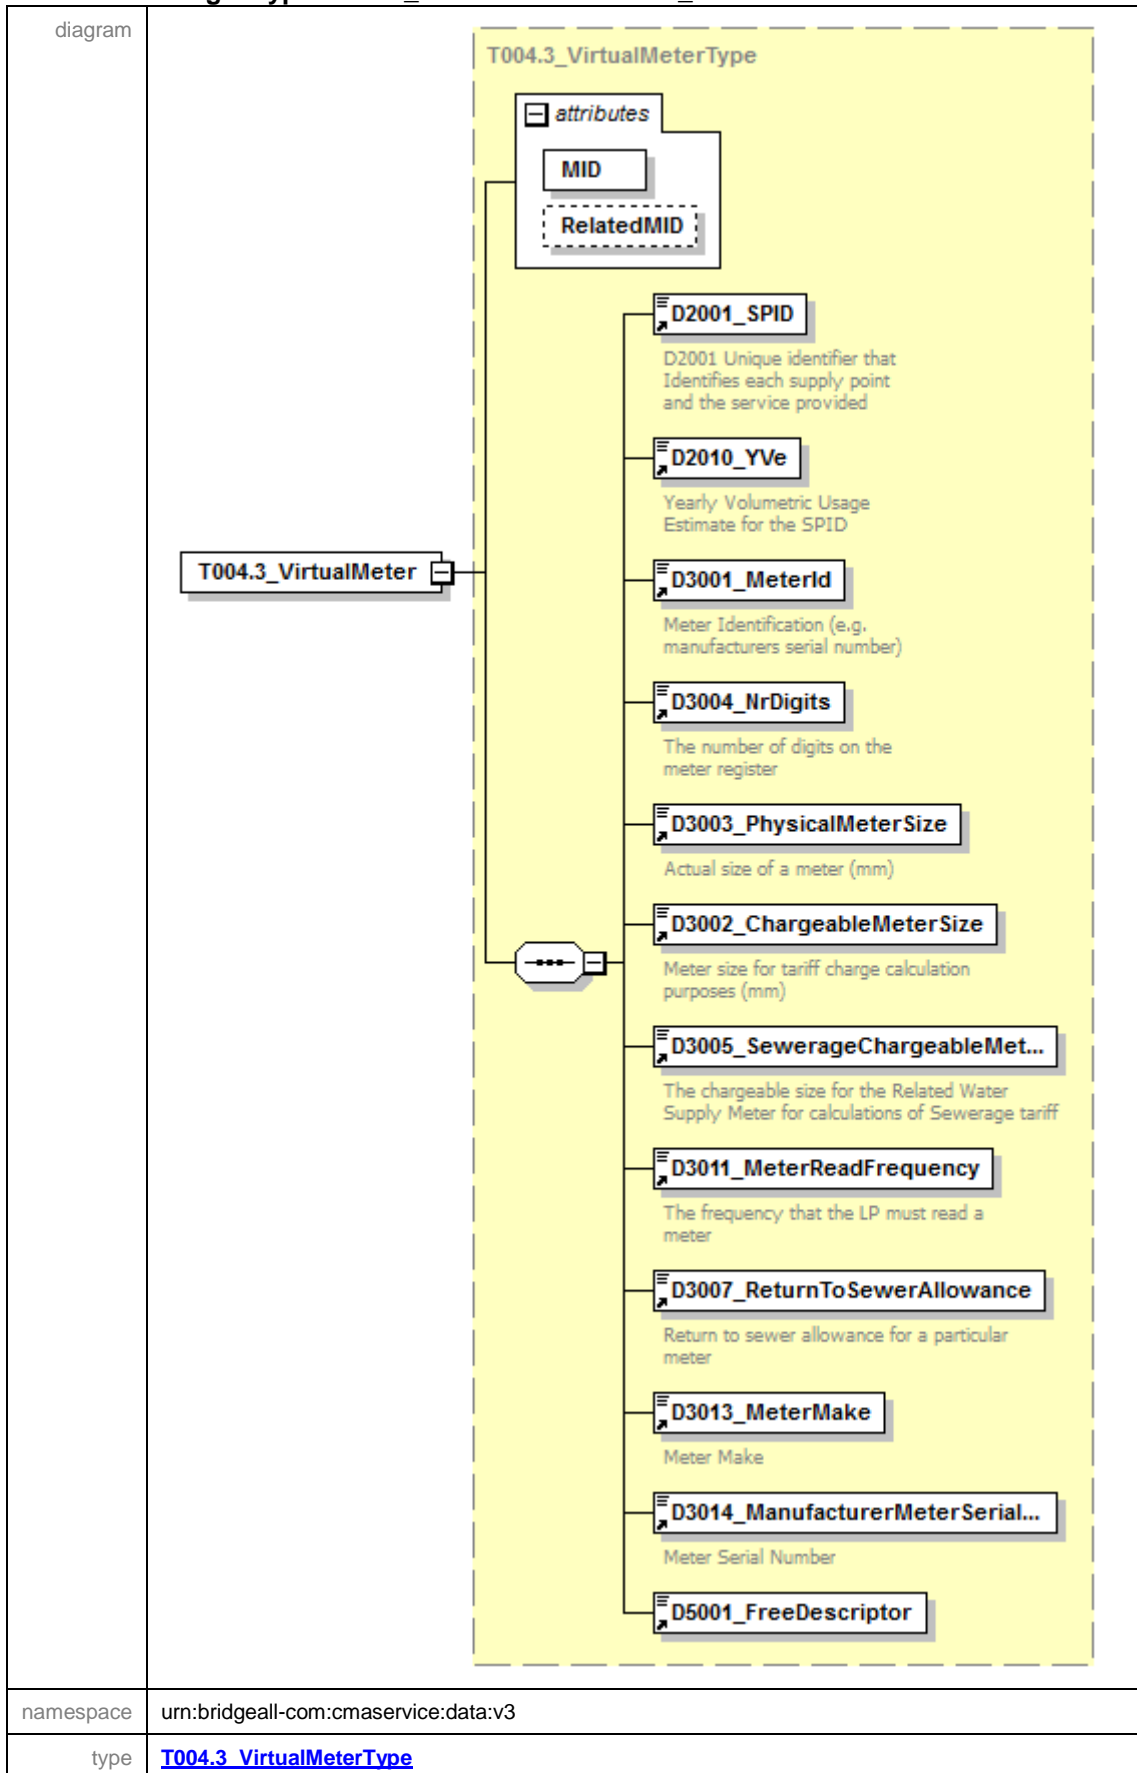 diagram
T004.3_VirtualMeterType
attributes
MID
RelatedMID
D2001_SPID
D2001 Unique identifier that
Identifies each supply point
and the service provided
D2010_YVe
Yearly Volumetric Usage
Estimate for the SPID
T004.3_VirtualMeter
D3001_MeterId
Meter Identification (e.g.
manufacturers serial number)
D3004_NrDigits
The number of digits on the
meter register
D3003_PhysicalMeterSize
Actual size of a meter (mm)
D3002_ChargeableMeterSize
Meter size for tariff charge calculation
purposes (mm)
D3005_SewerageChargeableMet...
The chargeable size for the Related Water
Supply Meter for calculations of Sewerage tariff
D3011_MeterReadFrequency
The frequency that the LP must read a
meter
D3007_ReturnToSewerAllowance
Return to sewer allowance for a particular
meter
D3013_MeterMake
Meter Make
D3014_ManufacturerMeterSerial...
Meter Serial Number
D5001_FreeDescriptor
namespace
urn:bridgeall-com:cmaservice:data:v3
type
T004.3_VirtualMeterType